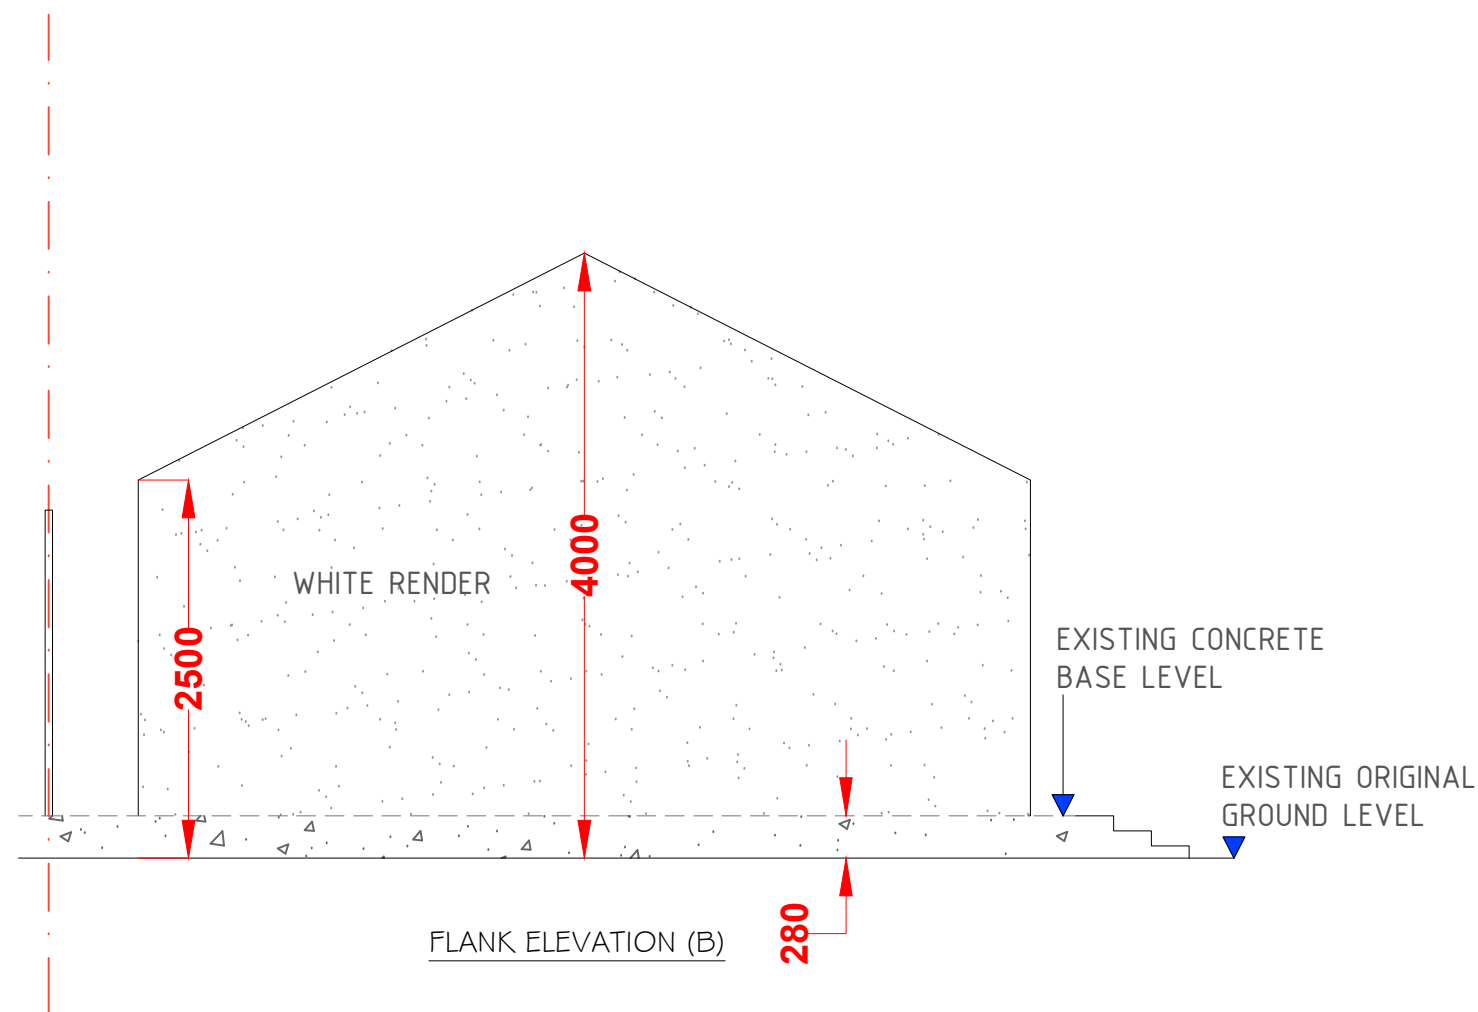 4000
WHITE RENDER
2500
EXISTING CONCRETE
BASE LEVEL
EXISTING ORIGINAL
GROUND LEVEL
280
FLANK ELEVATION (B)